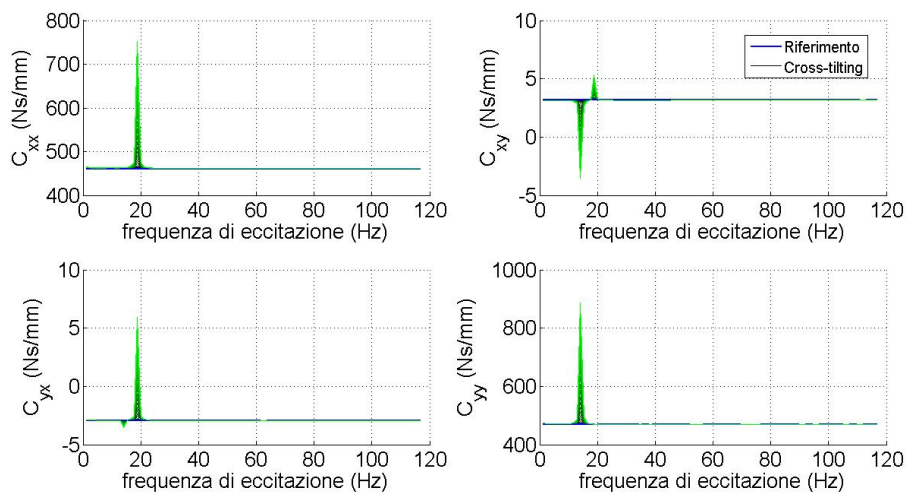 800
700
600
500
400
C_xx (Ns/mm)
0 20 40 60 80 100 120
frequenza di eccitazione (Hz)
10
5
0
-5
C_xy (Ns/mm)
Riferimento
Cross-tilting
0 20 40 60 80 100 120
frequenza di eccitazione (Hz)
10
5
0
-5
C_yx (Ns/mm)
0 20 40 60 80 100 120
frequenza di eccitazione (Hz)
1000
800
600
400
C_yy (Ns/mm)
0 20 40 60 80 100 120
frequenza di eccitazione (Hz)